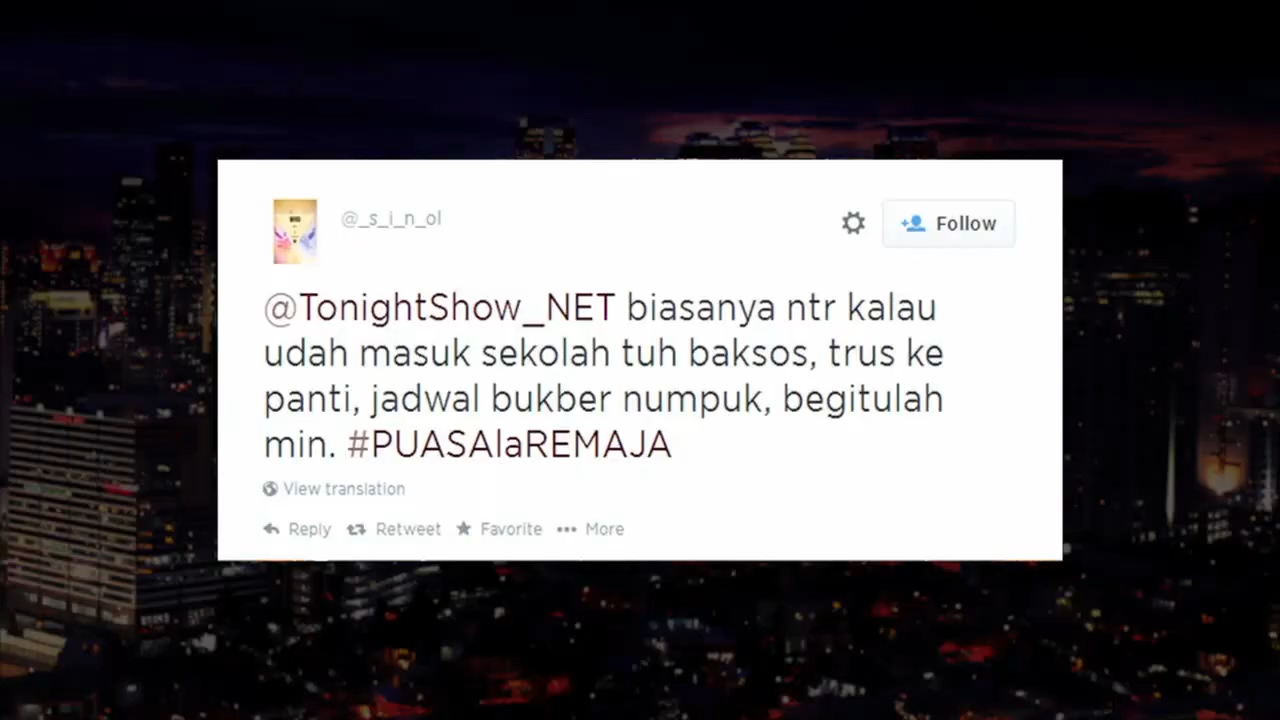 @_s_i_n_ol
Follow
@TonightShow_NET biasanya ntr kalau
udah masuk sekolah tuh baksos, trus ke
panti, jadwal bukber numpuk, begitulah
min. #PUASAlaREMAJA
View translation
Reply Retweet Favorite More